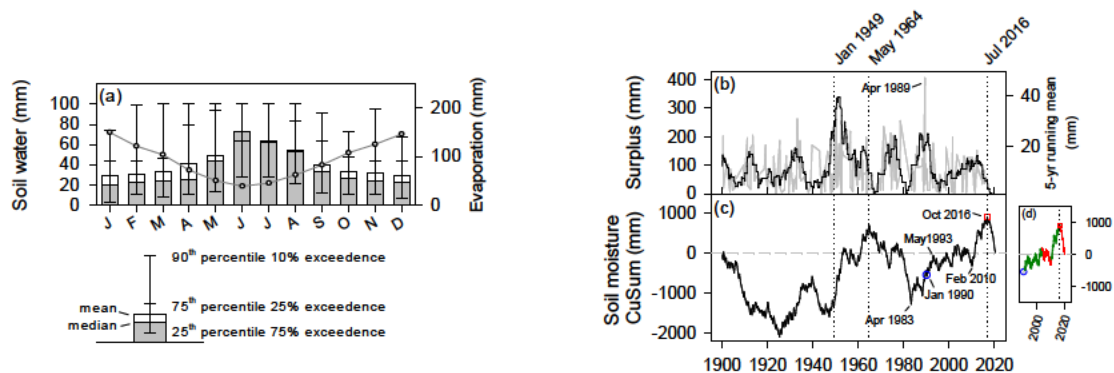 (a)
Soil water (mm)
100
80
60
40
20
0
200
100
0
Evaporation (mm)
J F M A M J J A S O N D
90th percentile 10% exceedence
75th percentile 25% exceedence
mean
median
25th percentile 75% exceedence
Jan 1949
May 1964
Jul 2016
(b)
Surplus (mm)
400
300
200
100
0
Apr 1989
40
20
5-yr running mean
(mm)
(c)
Soil moisture
CuSum (mm)
1000
0
-1000
-2000
Oct 2016
May1993
Feb 2010
Jan 1990
Apr 1983
1900 1920 1940 1960 1980 2000 2020
(d)
1000
0
-1000
2000
2020